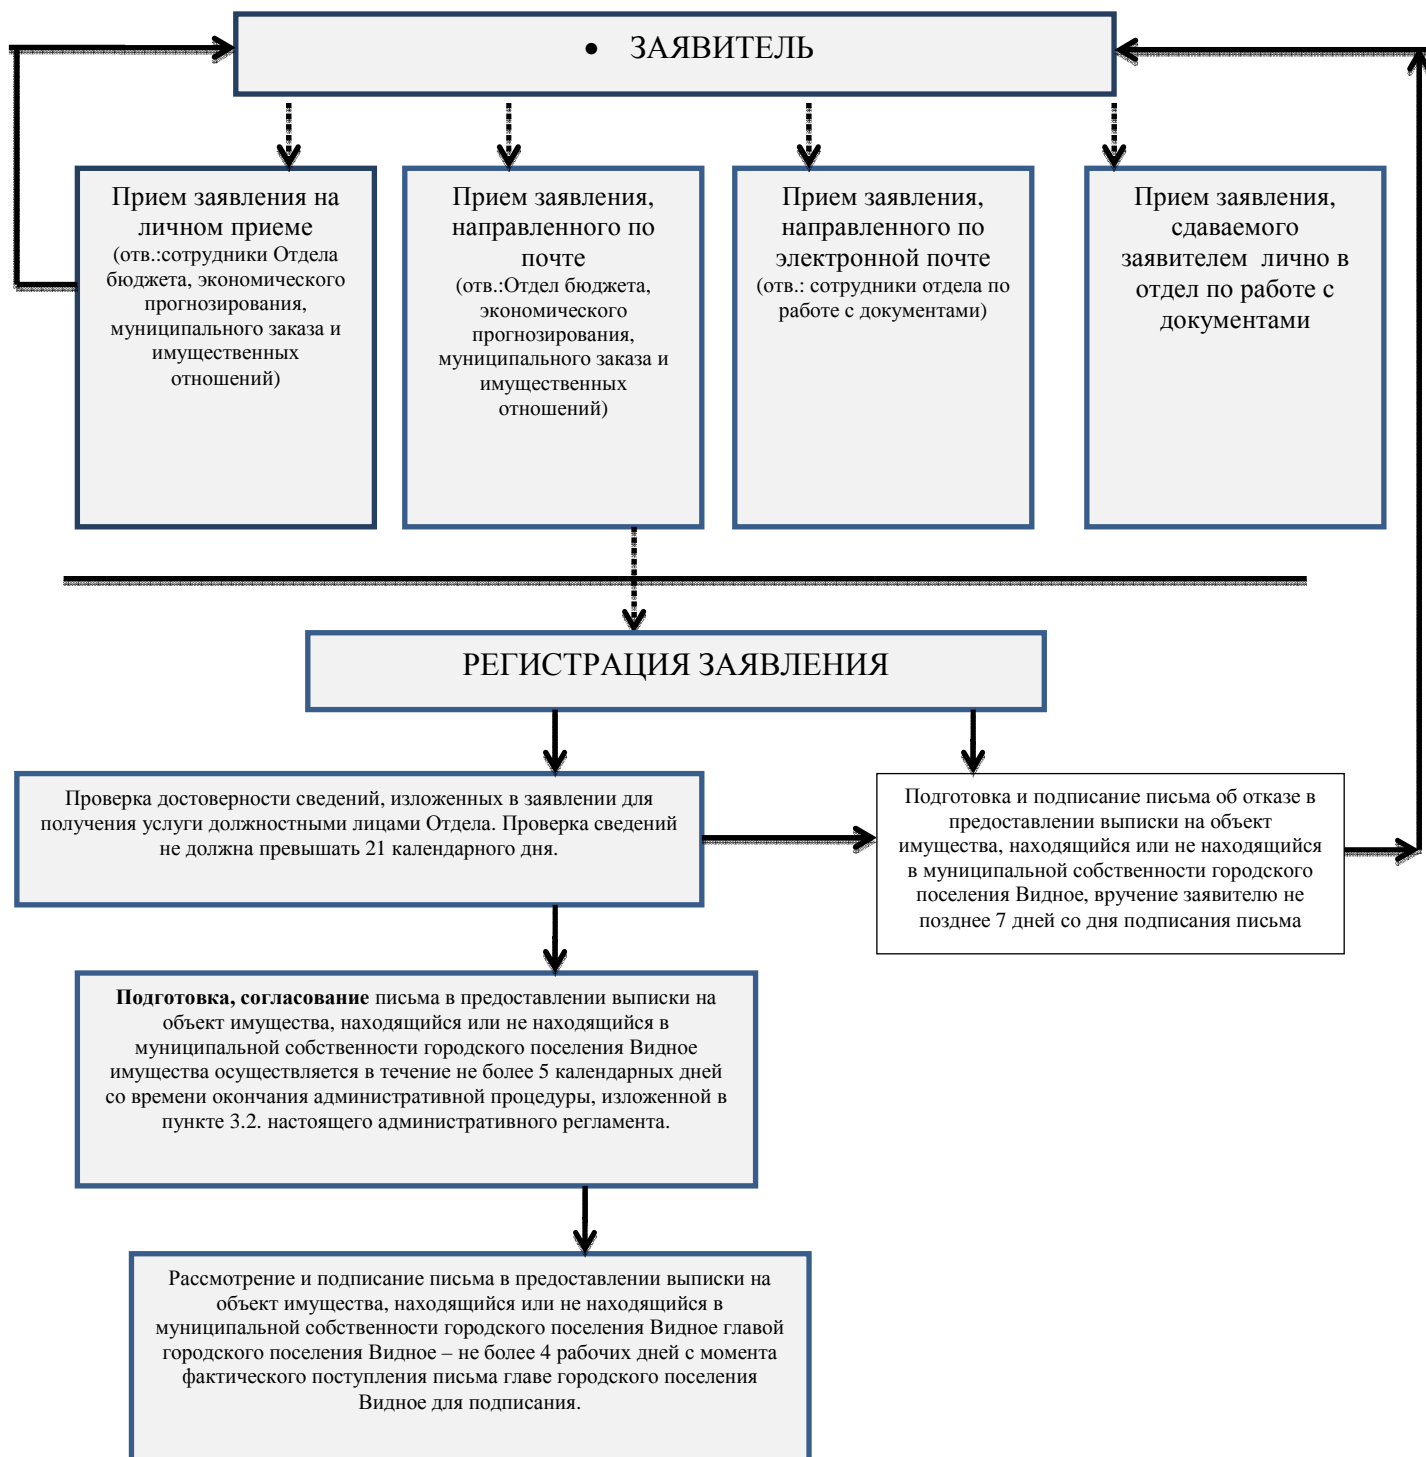 • ЗАЯВИТЕЛЬ
Прием заявления на
личном приеме
(отв.:сотрудники Отдела
бюджета, экономического
прогнозирования,
муниципального заказа и
имущественных
отношений)
Прием заявления,
направленного по
почте
(отв.:Отдел бюджета,
экономического
прогнозирования,
муниципального заказа и
имущественных
отношений)
Прием заявления,
направленного по
электронной почте
(отв.: сотрудники отдела по
работе с документами)
Прием заявления,
сдаваемого
заявителем лично в
отдел по работе с
документами
РЕГИСТРАЦИЯ ЗАЯВЛЕНИЯ
Проверка достоверности сведений, изложенных в заявлении для
получения услуги должностными лицами Отдела. Проверка сведений
не должна превышать 21 календарного дня.
Подготовка и подписание письма об отказе в
предоставлении выписки на объект
имущества, находящийся или не находящийся
в муниципальной собственности городского
поселения Видное, вручение заявителю не
позднее 7 дней со дня подписания письма
Подготовка, согласование письма в предоставлении выписки на
объект имущества, находящийся или не находящийся в
муниципальной собственности городского поселения Видное
имущества осуществляется в течение не более 5 календарных дней
со времени окончания административной процедуры, изложенной в
пункте 3.2. настоящего административного регламента.
Рассмотрение и подписание письма в предоставлении выписки на
объект имущества, находящийся или не находящийся в
муниципальной собственности городского поселения Видное главой
городского поселения Видное – не более 4 рабочих дней с момента
фактического поступления письма главе городского поселения
Видное для подписания.